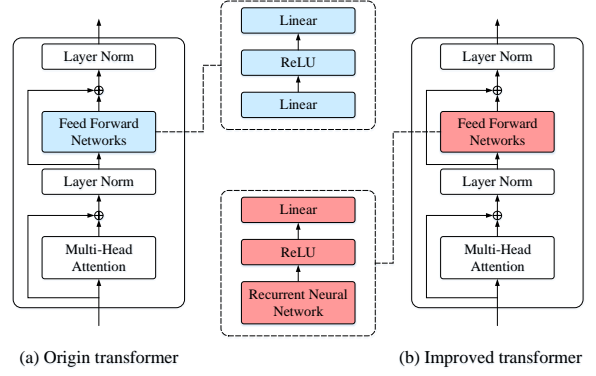 Layer Norm
Feed Forward
Networks
Layer Norm
Multi-Head
Attention
(a) Origin transformer
Linear
ReLU
Linear
Linear
ReLU
Recurrent Neural
Network
Layer Norm
Feed Forward
Networks
Layer Norm
Multi-Head
Attention
(b) Improved transformer